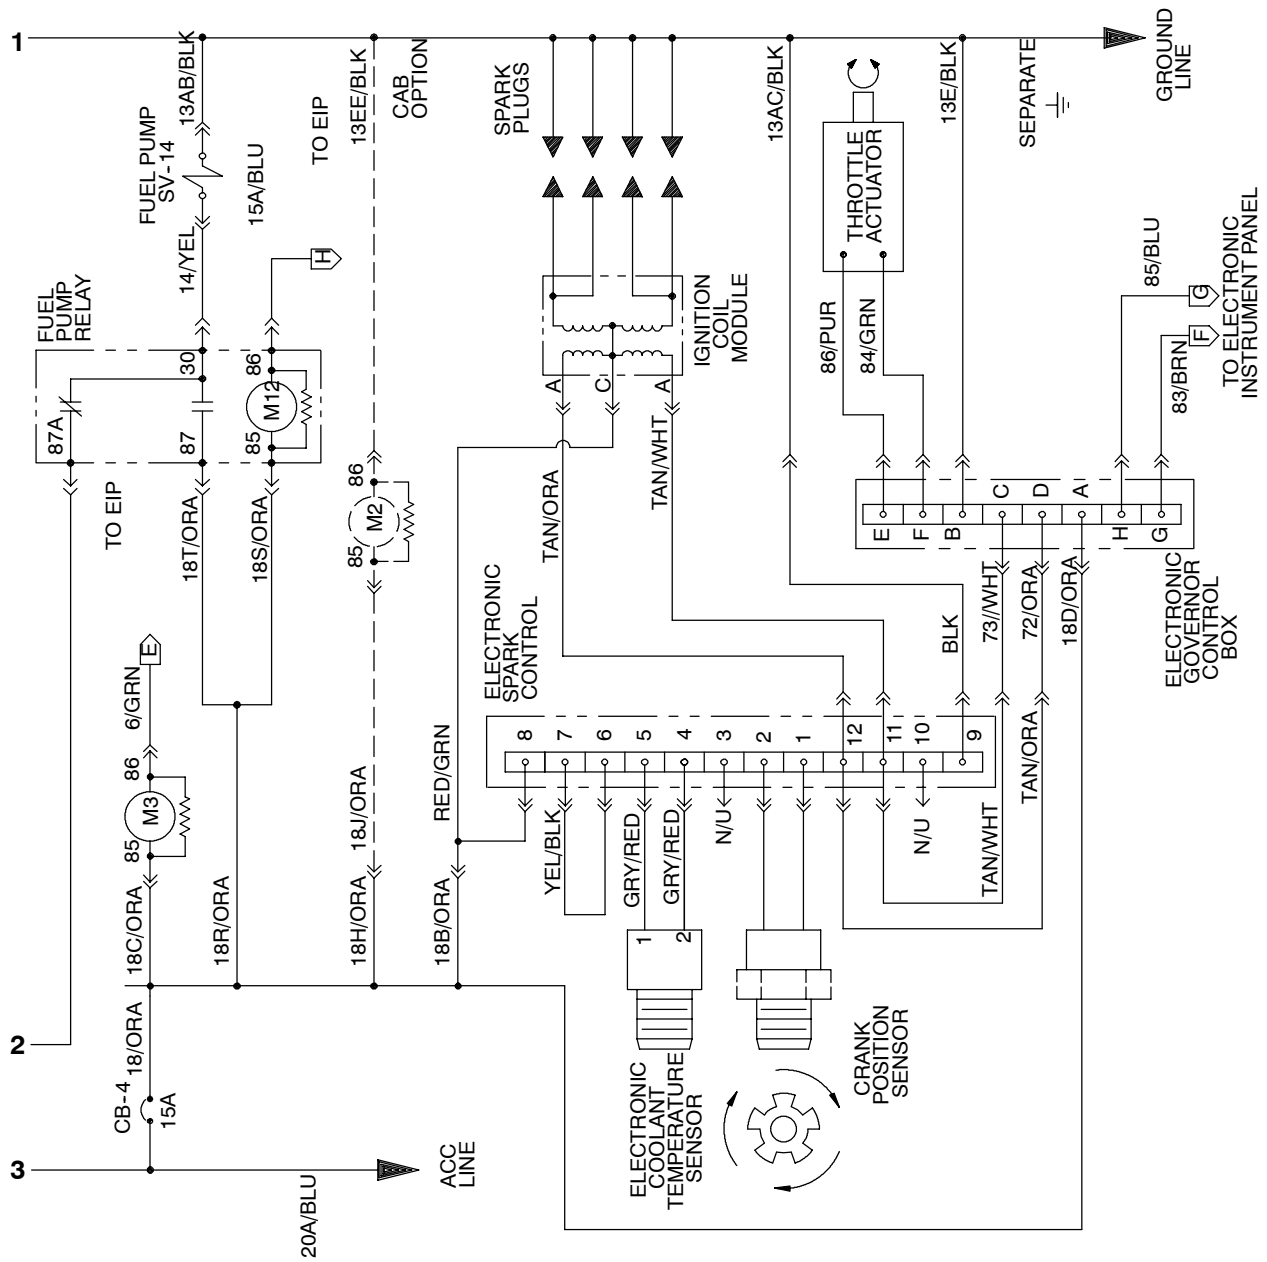 1
13AB/BLK
FUEL PUMP
SV-14
15A/BLU
14/YEL
FUEL
PUMP
RELAY
TO EIP
13EE/BLK
CAB
OPTION
SPARK
PLUGS
13AC/BLK
THROTTLE
ACTUATOR
13E/BLK
SEPARATE
GROUND
LINE
H
30
86
87A
87
85
M12
IGNITION
COIL
MODULE
A
C
A
86/PUR
84/GRN
85/BLU
G
F
83/BRN
TO ELECTRONIC
INSTRUMENT PANEL
TO EIP
18T/ORA
18S/ORA
86
M2
85
TAN/ORA
TAN/WHT
E
F
B
C
D
A
H
G
73//WHT
72/ORA
18D/ORA
ELECTRONIC
GOVERNOR
CONTROL
BOX
BLK
ELECTRONIC
SPARK
CONTROL
E
6/GRN
86
M3
85
18J/ORA
RED/GRN
8
7
6
5
4
3
2
1
12
11
10
9
TAN/ORA
YEL/BLK
GRY/RED
GRY/RED
N/U
N/U
TAN/WHT
18C/ORA
18R/ORA
18H/ORA
18B/ORA
1
2
2
18/ORA
CB-4
15A
ELECTRONIC
COOLANT
TEMPERATURE
SENSOR
CRANK
POSITION
SENSOR
3
20A/BLU
ACC
LINE